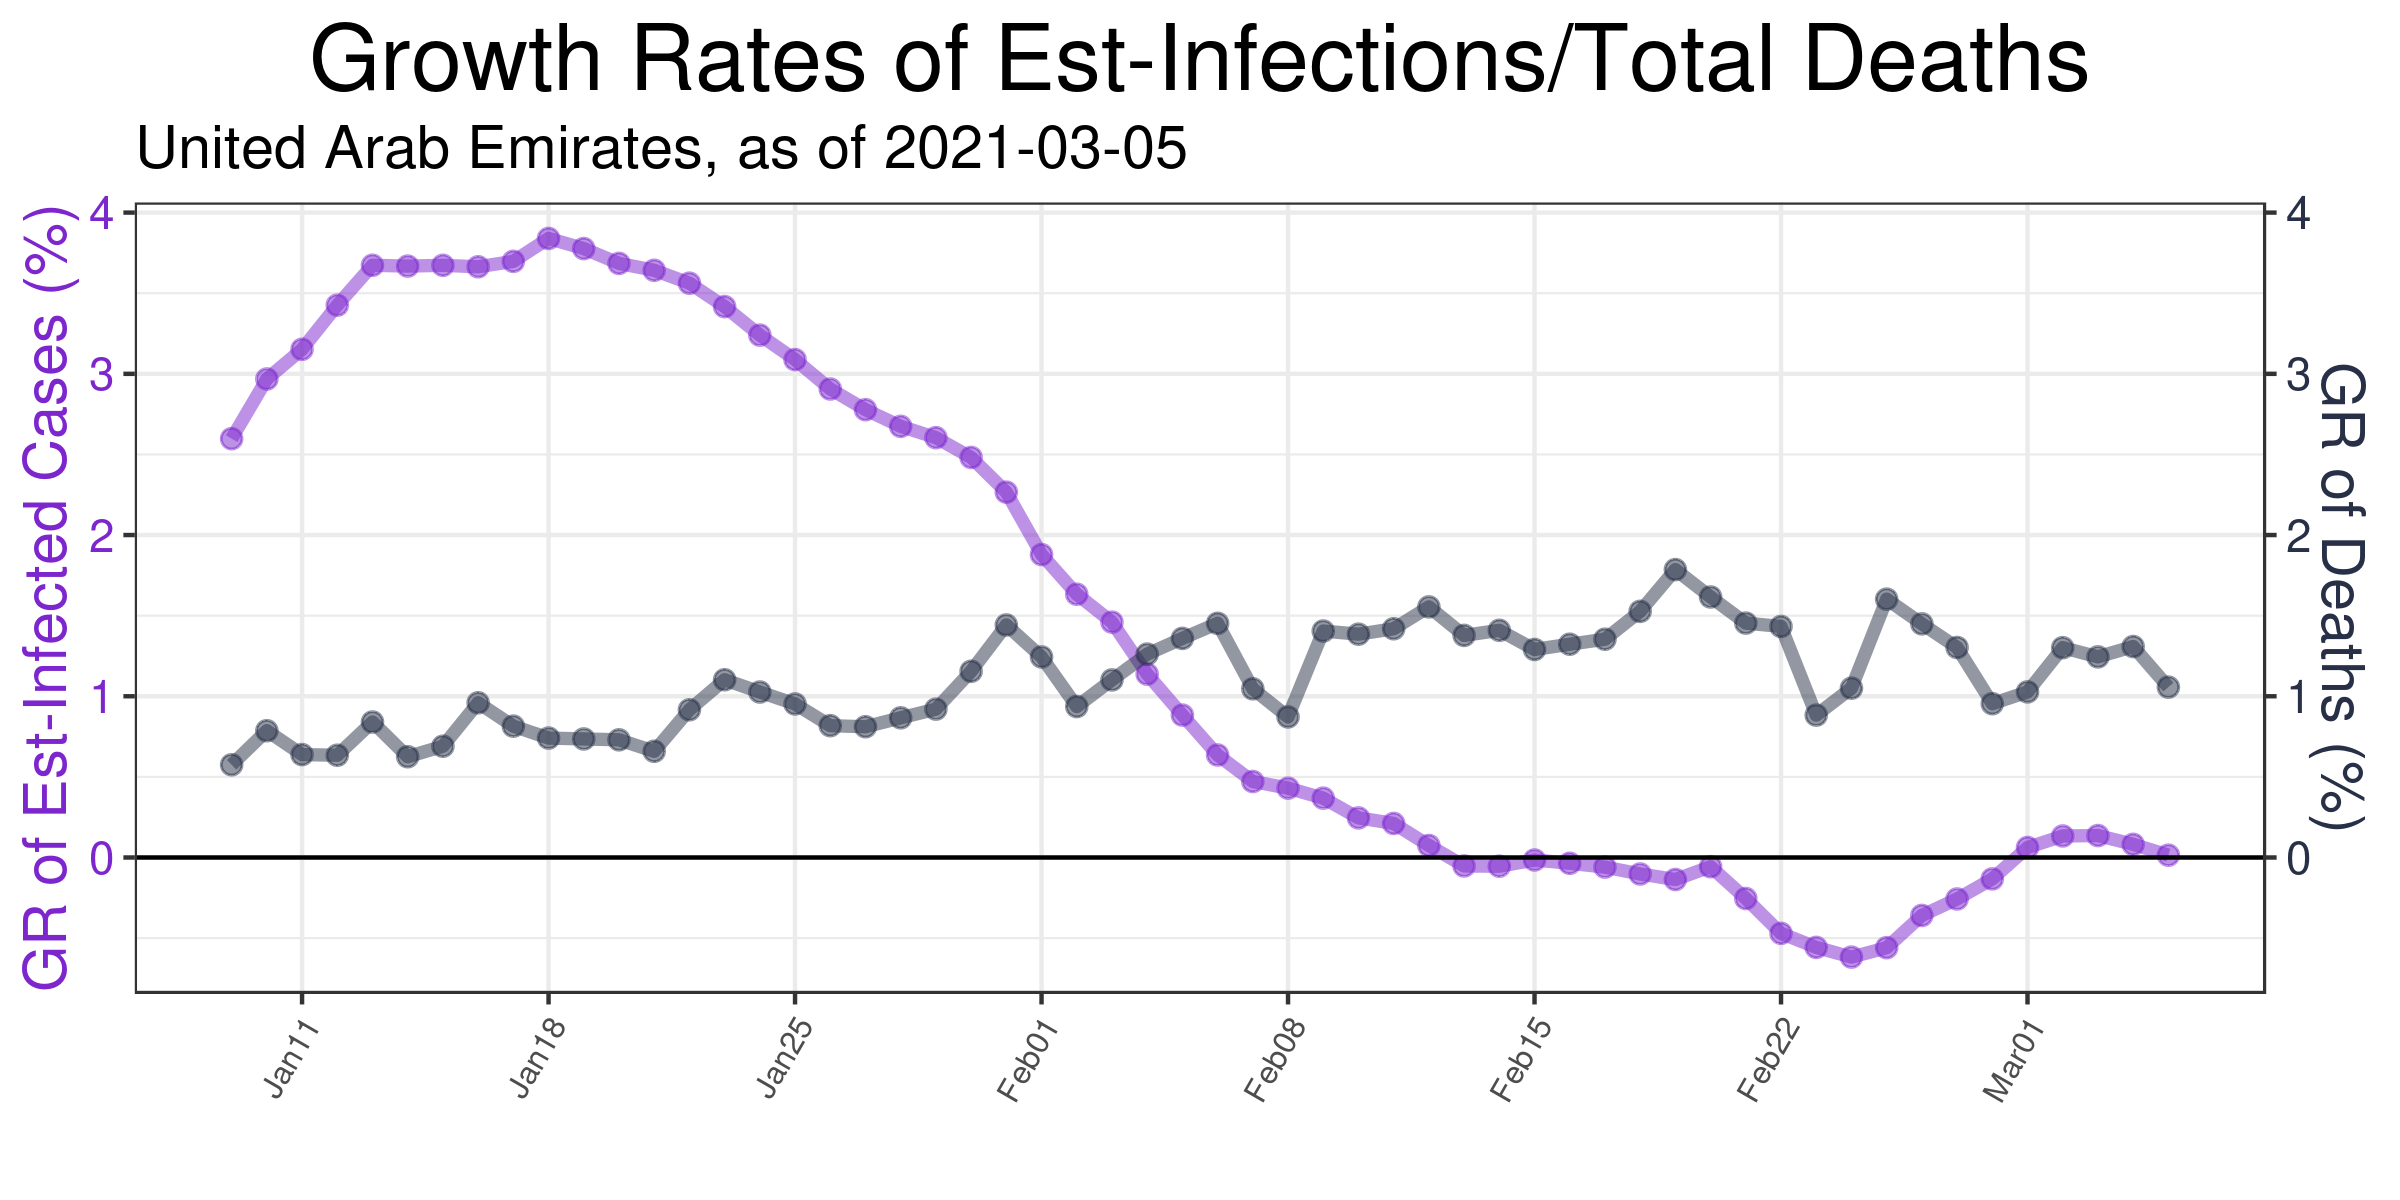 Growth Rates of Est-Infections/Total Deaths
United Arab Emirates, as of 2021-03-05
GR of Est-Infected Cases (%)
4
3
2
1
0
4
3
2
1
0
GR of Deaths (%)
Jan11
Jan18
Jan25
Feb01
Feb08
Feb15
Feb22
Mar01